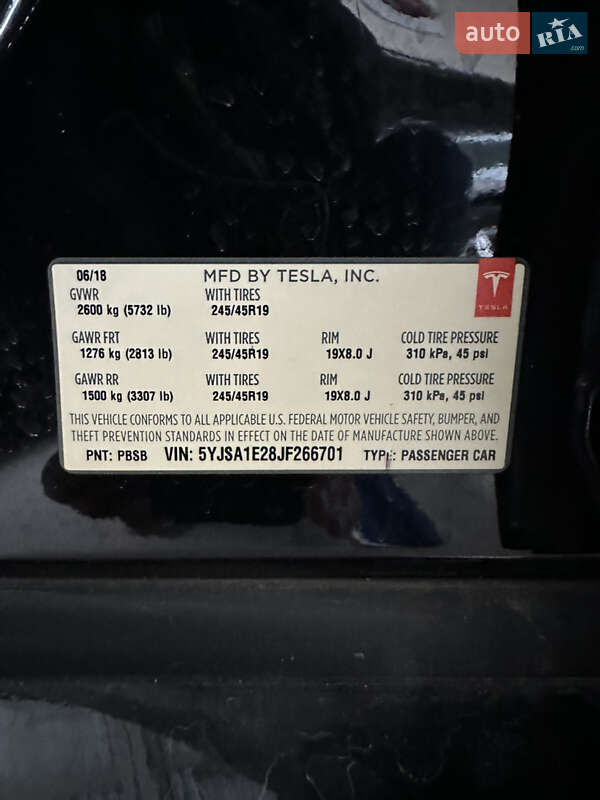 auto RIA .com
06/18 MFD BY TESLA, INC.
GVWR WITH TIRES
2600 kg (5732 lb) 245/45R19
TESLA
GAWR FRT WITH TIRES RIM COLD TIRE PRESSURE
1276 kg (2813 lb) 245/45R19 19X8.0 J 310 kPa, 45 psi
GAWR RR WITH TIRES RIM COLD TIRE PRESSURE
1500 kg (3307 lb) 245/45R19 19X8.0 J 310 kPa, 45 psi
THIS VEHICLE CONFORMS TO ALL APPLICABLE U.S. FEDERAL MOTOR VEHICLE SAFETY, BUMPER, AND
THEFT PREVENTION STANDARDS IN EFFECT ON THE DATE OF MANUFACTURE SHOWN ABOVE.
PNT: PBSB VIN: 5YJSA1E28JF266701 TYPE: PASSENGER CAR